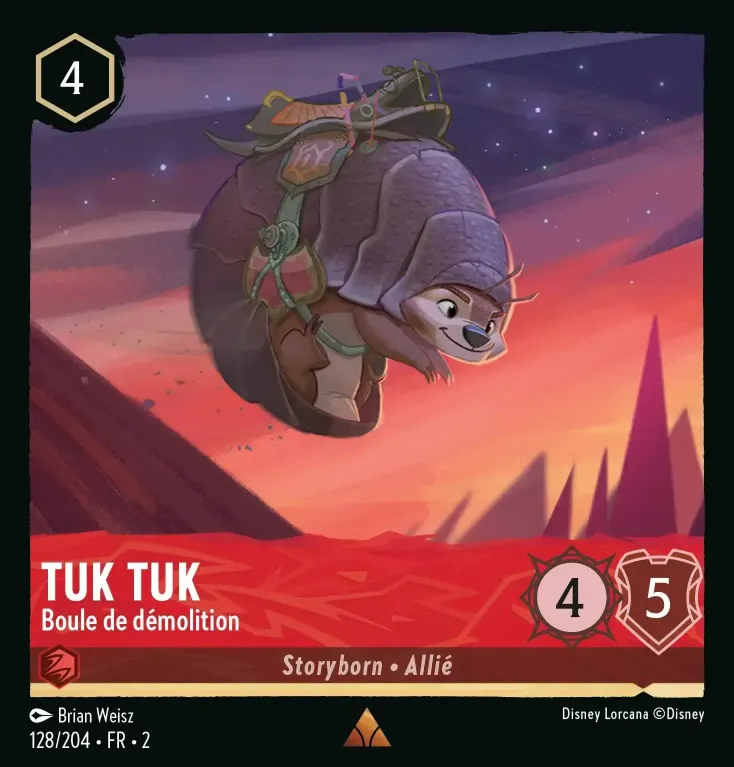 4
TUK TUK
Boule de démolition
4
5
Storyborn • Allié
Brian Weisz
Disney Lorcana ©Disney
128/204 • FR • 2